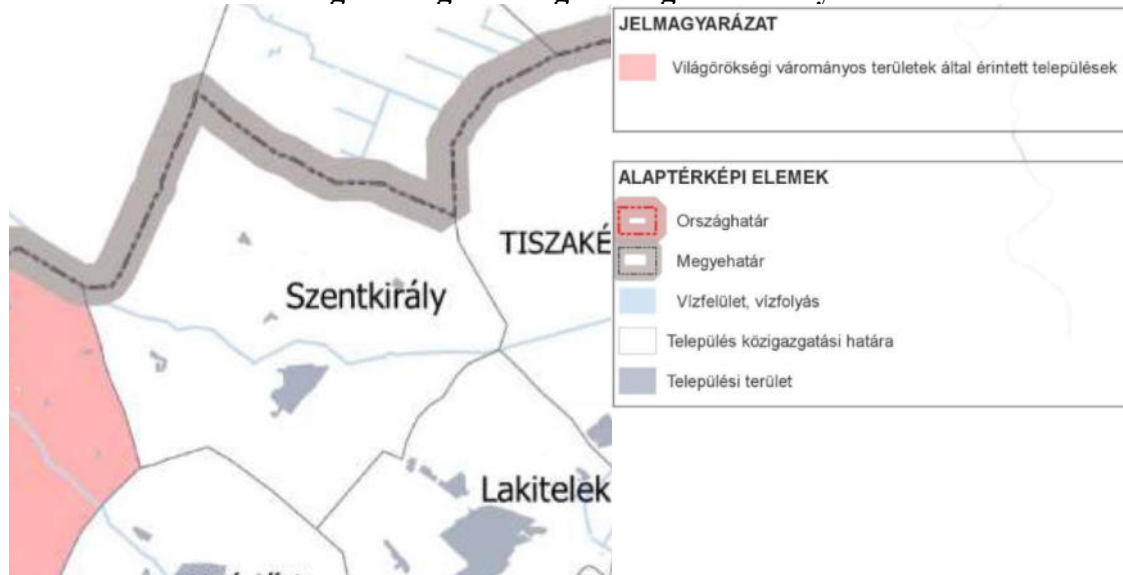 Szentkirály
TISZAKÉ
Lakitelek
JELMAGYARÁZAT
Világörökségi várományos területek által érintett települések
ALAPTÉRKÉPI ELEMEK
Országhatár
Megyehatár
Vízfelület, vízfolyás
Település közigazgatási határa
Települési terület